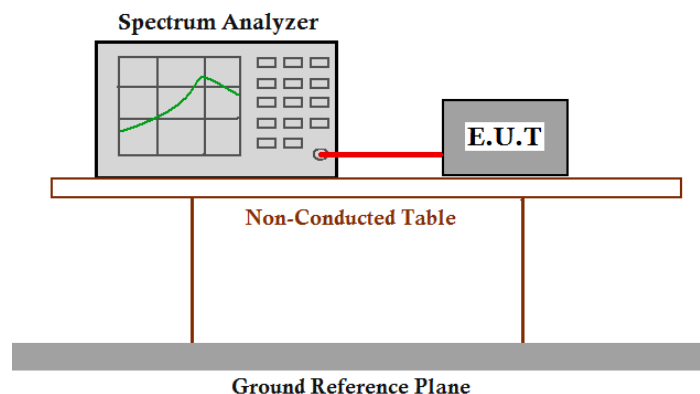 Spectrum Analyzer
E.U.T
Non-Conducted Table
Ground Reference Plane